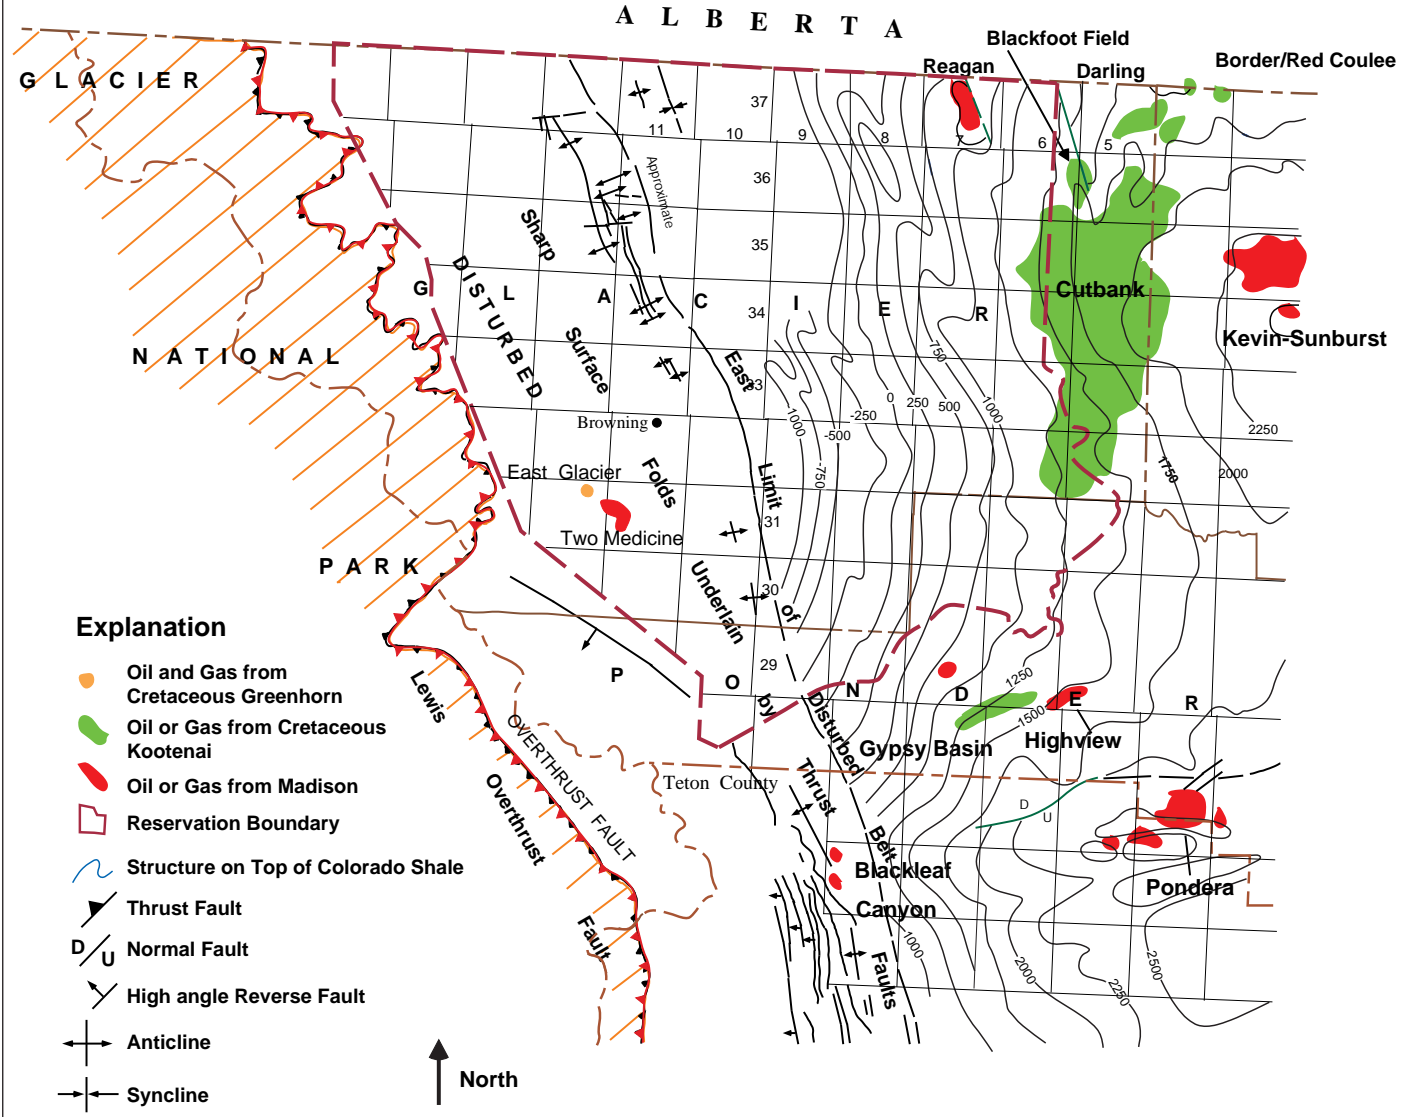 A L B E R T A
Blackfoot Field
Reagan
Darling
Border/Red Coulee
G L A C I E R
37
11
10
9
8
7
6
5
Approximate
36
Sharp
35
DISTURBED
G L A C I E R
Cutbank
34
Kevin-Sunburst
N A T I O N A L
Surface
East
33
750
1000
-250
0
250
500
1000
-500
-750
2250
Browning
East Glacier
Folds
Limit
1750
2000
31
Two Medicine
P A R K
Underlain
30
of
29
P O N D E R A
by
Disturbed
1250
1500
Gypsy Basin
Highview
Lewis
OVERTHRUST FAULT
Teton County
Thrust
Overthrust
D
U
Belt
Blackleaf
Canyon
Pondera
Fault
Faults
1000
2000
2250
2500
Explanation
Oil and Gas from
Cretaceous Greenhorn
Oil or Gas from Cretaceous
Kootenai
Oil or Gas from Madison
Reservation Boundary
Structure on Top of Colorado Shale
Thrust Fault
D
U
Normal Fault
High angle Reverse Fault
Anticline
Syncline
North